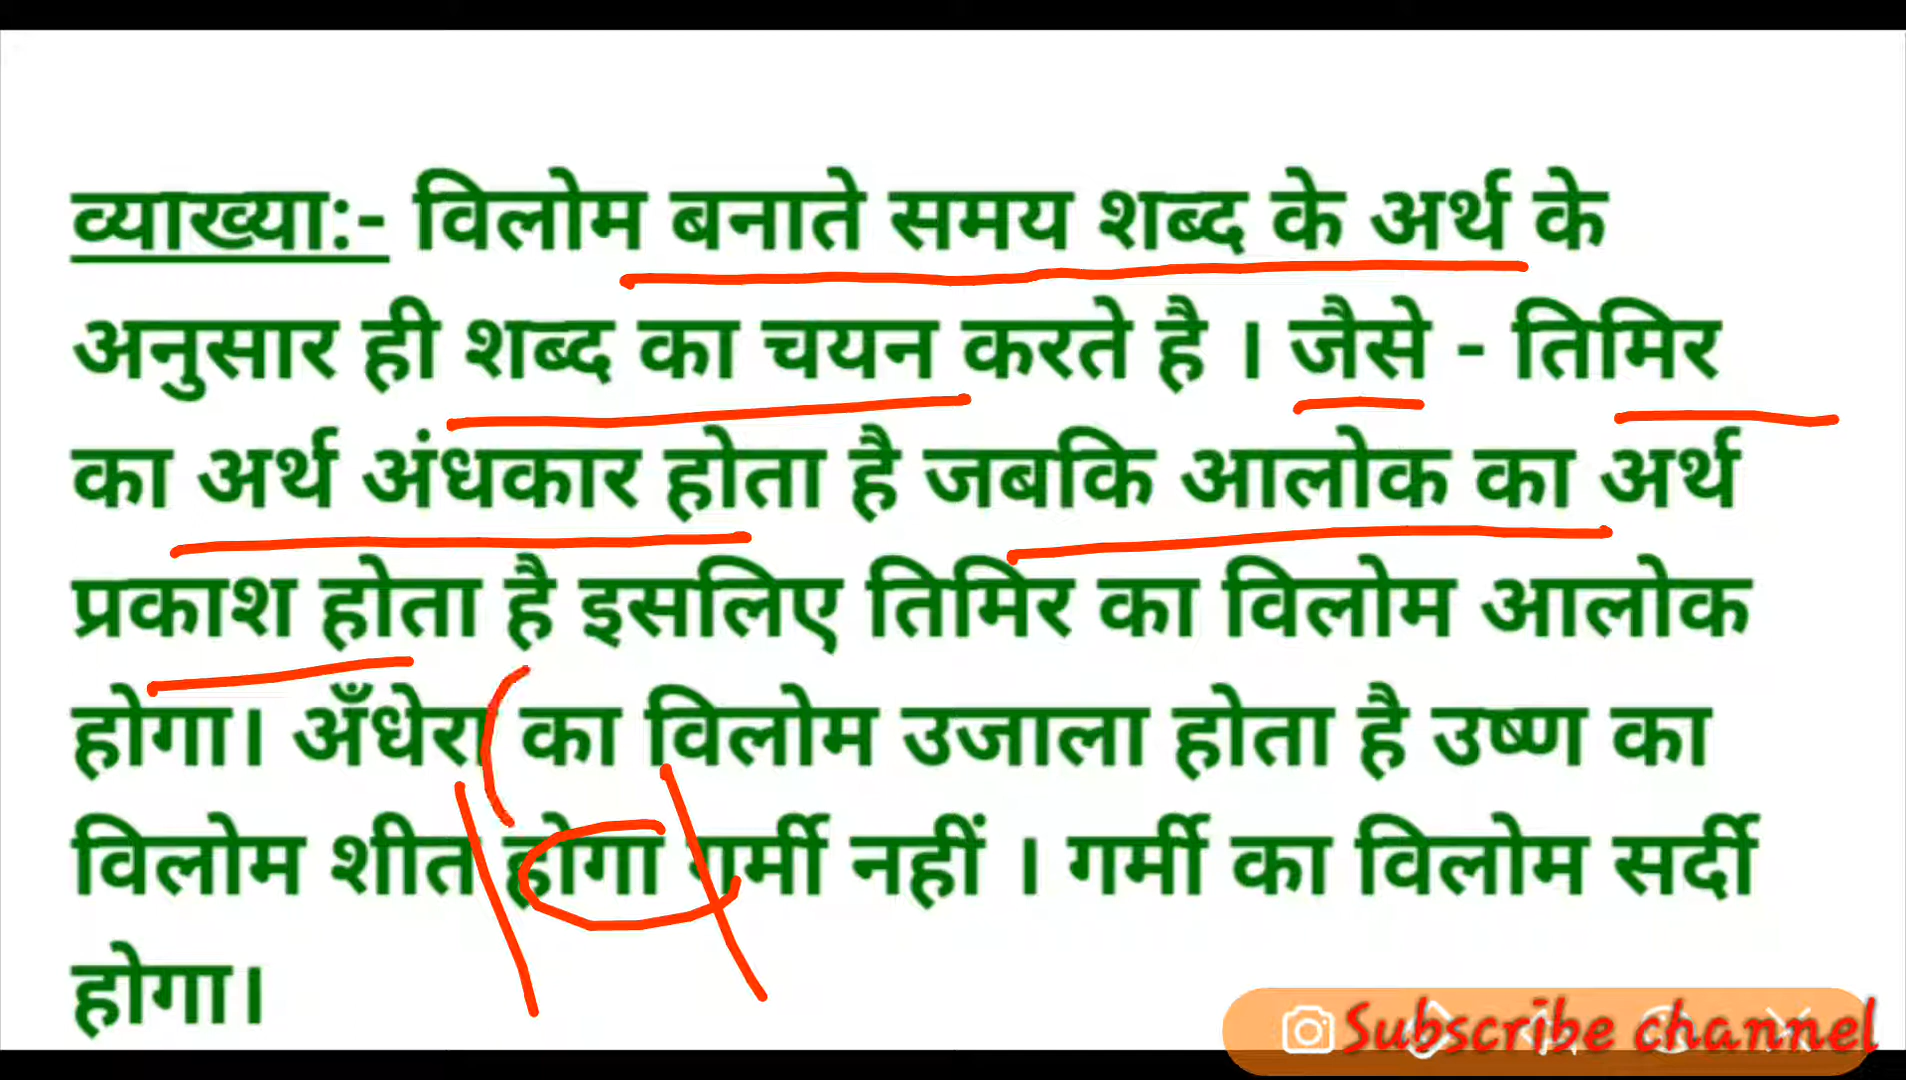 व्याख्या:- विलोम बनाते समय शब्द के अर्थ के
अनुसार ही शब्द का चयन करते है । जैसे - तिमिर
का अर्थ अंधकार होता है जबकि आलोक का अर्थ
प्रकाश होता है इसलिए तिमिर का विलोम आलोक
होगा। अँधेरा का विलोम उजाला होता है उष्ण का
विलोम शीत होगा गर्मी नहीं । गर्मी का विलोम सर्दी
होगा।
Subscribe channel